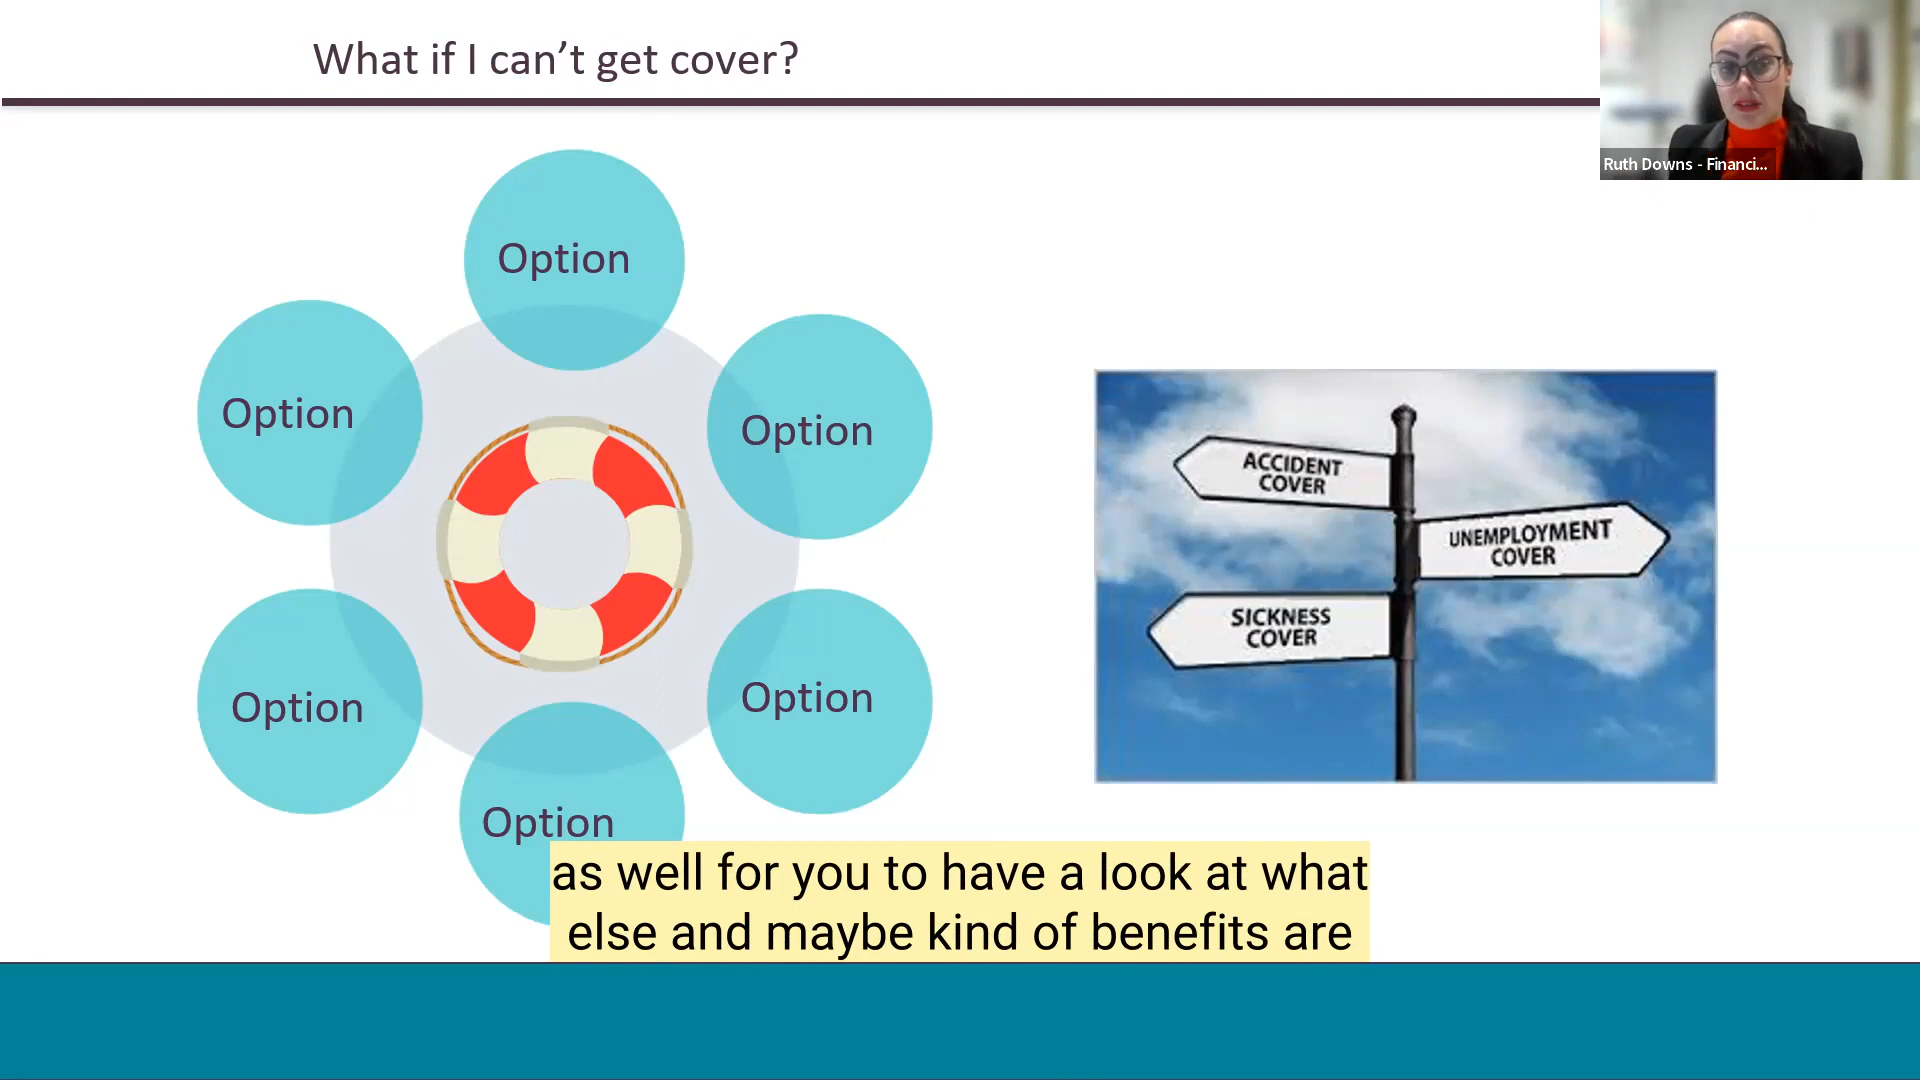 What if I can’t get cover?
Ruth Downs - Financi...
Option
Option
Option
Option
Option
Option
ACCIDENT
COVER
UNEMPLOYMENT
COVER
SICKNESS
COVER
as well for you to have a look at what
else and maybe kind of benefits are